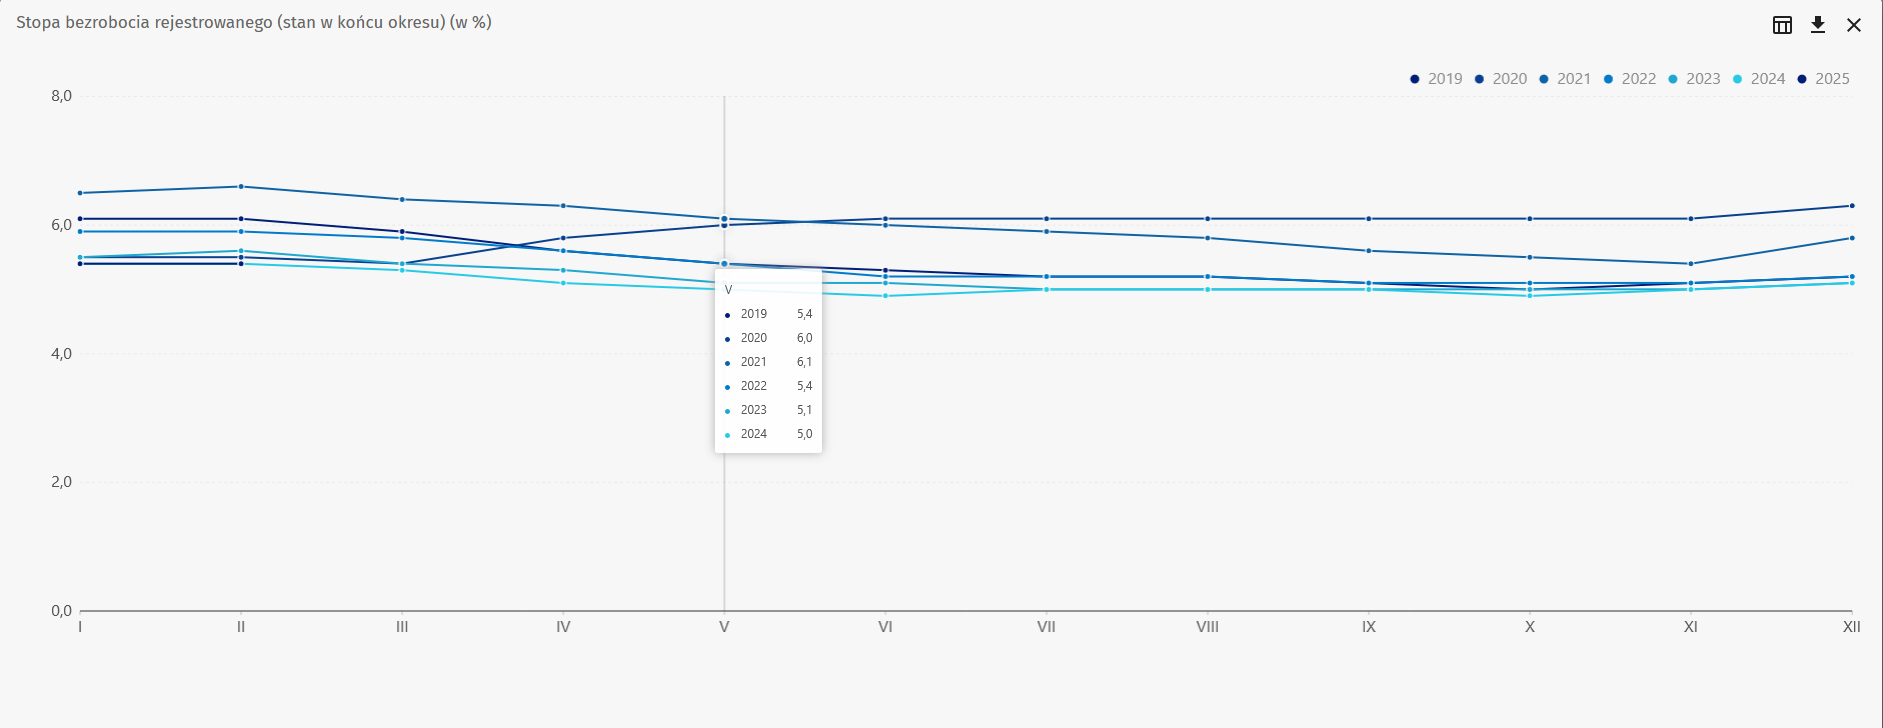 Stopa bezrobocia rejestrowanego (stan w końcu okresu) (w %)
2019 2020 2021 2022 2023 2024 2025
8,0
6,0
4,0
2,0
0,0
V
2019 5,4
2020 6,0
2021 6,1
2022 5,4
2023 5,1
2024 5,0
I II III IV V VI VII VIII IX X XI XII